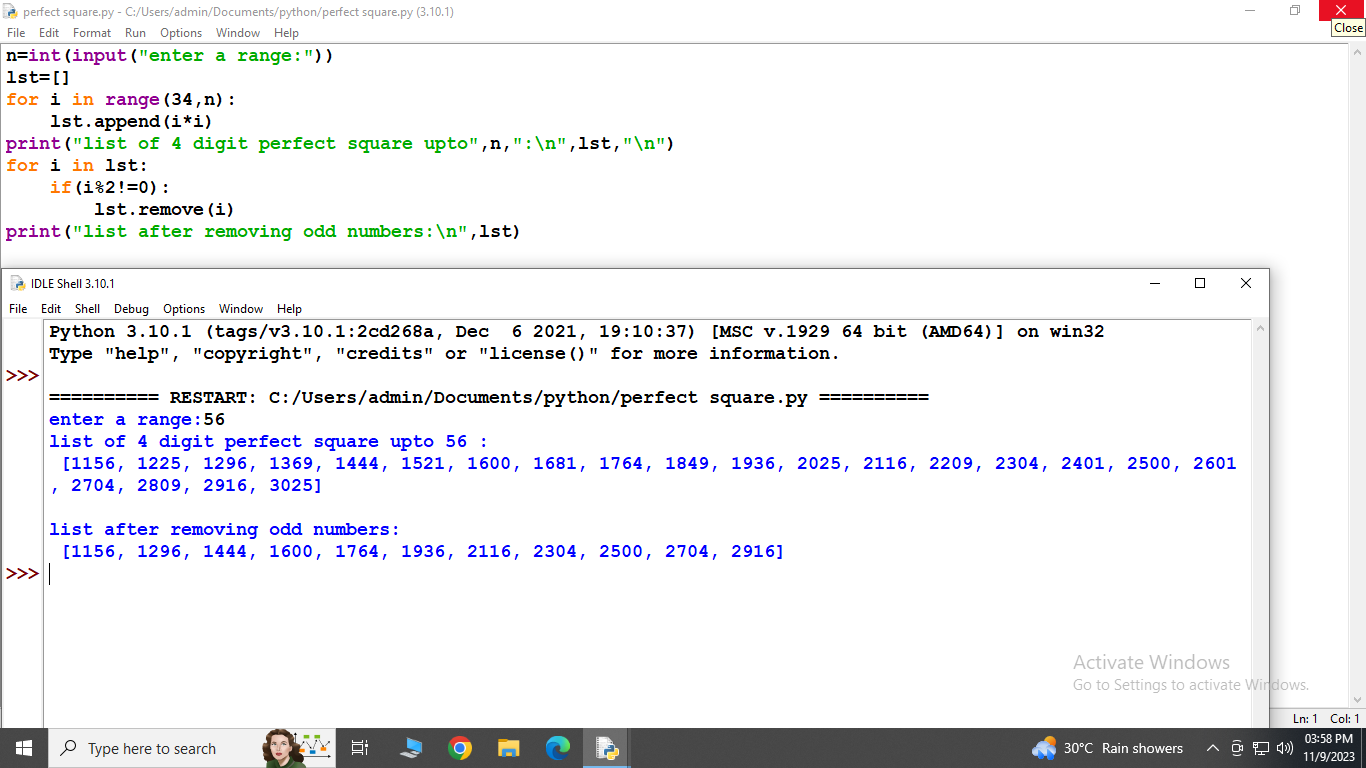 perfect square.py - C:/Users/admin/Documents/python/perfect square.py (3.10.1)
File Edit Format Run Options Window Help
Close
n=int(input("enter a range:"))
lst=[]
for i in range(34,n):
    lst.append(i*i)
print("list of 4 digit perfect square upto",n,":\n",lst,"\n")
for i in lst:
    if(i%2!=0):
        lst.remove(i)
print("list after removing odd numbers:\n",lst)
IDLE Shell 3.10.1
File Edit Shell Debug Options Window Help
Python 3.10.1 (tags/v3.10.1:2cd268a, Dec  6 2021, 19:10:37) [MSC v.1929 64 bit (AMD64)] on win32
Type "help", "copyright", "credits" or "license()" for more information.
>>>
========== RESTART: C:/Users/admin/Documents/python/perfect square.py ==========
enter a range:56
list of 4 digit perfect square upto 56 :
 [1156, 1225, 1296, 1369, 1444, 1521, 1600, 1681, 1764, 1849, 1936, 2025, 2116, 2209, 2304, 2401, 2500, 2601
, 2704, 2809, 2916, 3025]
list after removing odd numbers:
 [1156, 1296, 1444, 1600, 1764, 1936, 2116, 2304, 2500, 2704, 2916]
>>>
Activate Windows
Go to Settings to activate Windows.
Ln: 1 Col: 1
Type here to search
30°C Rain showers
03:58 PM
11/9/2023